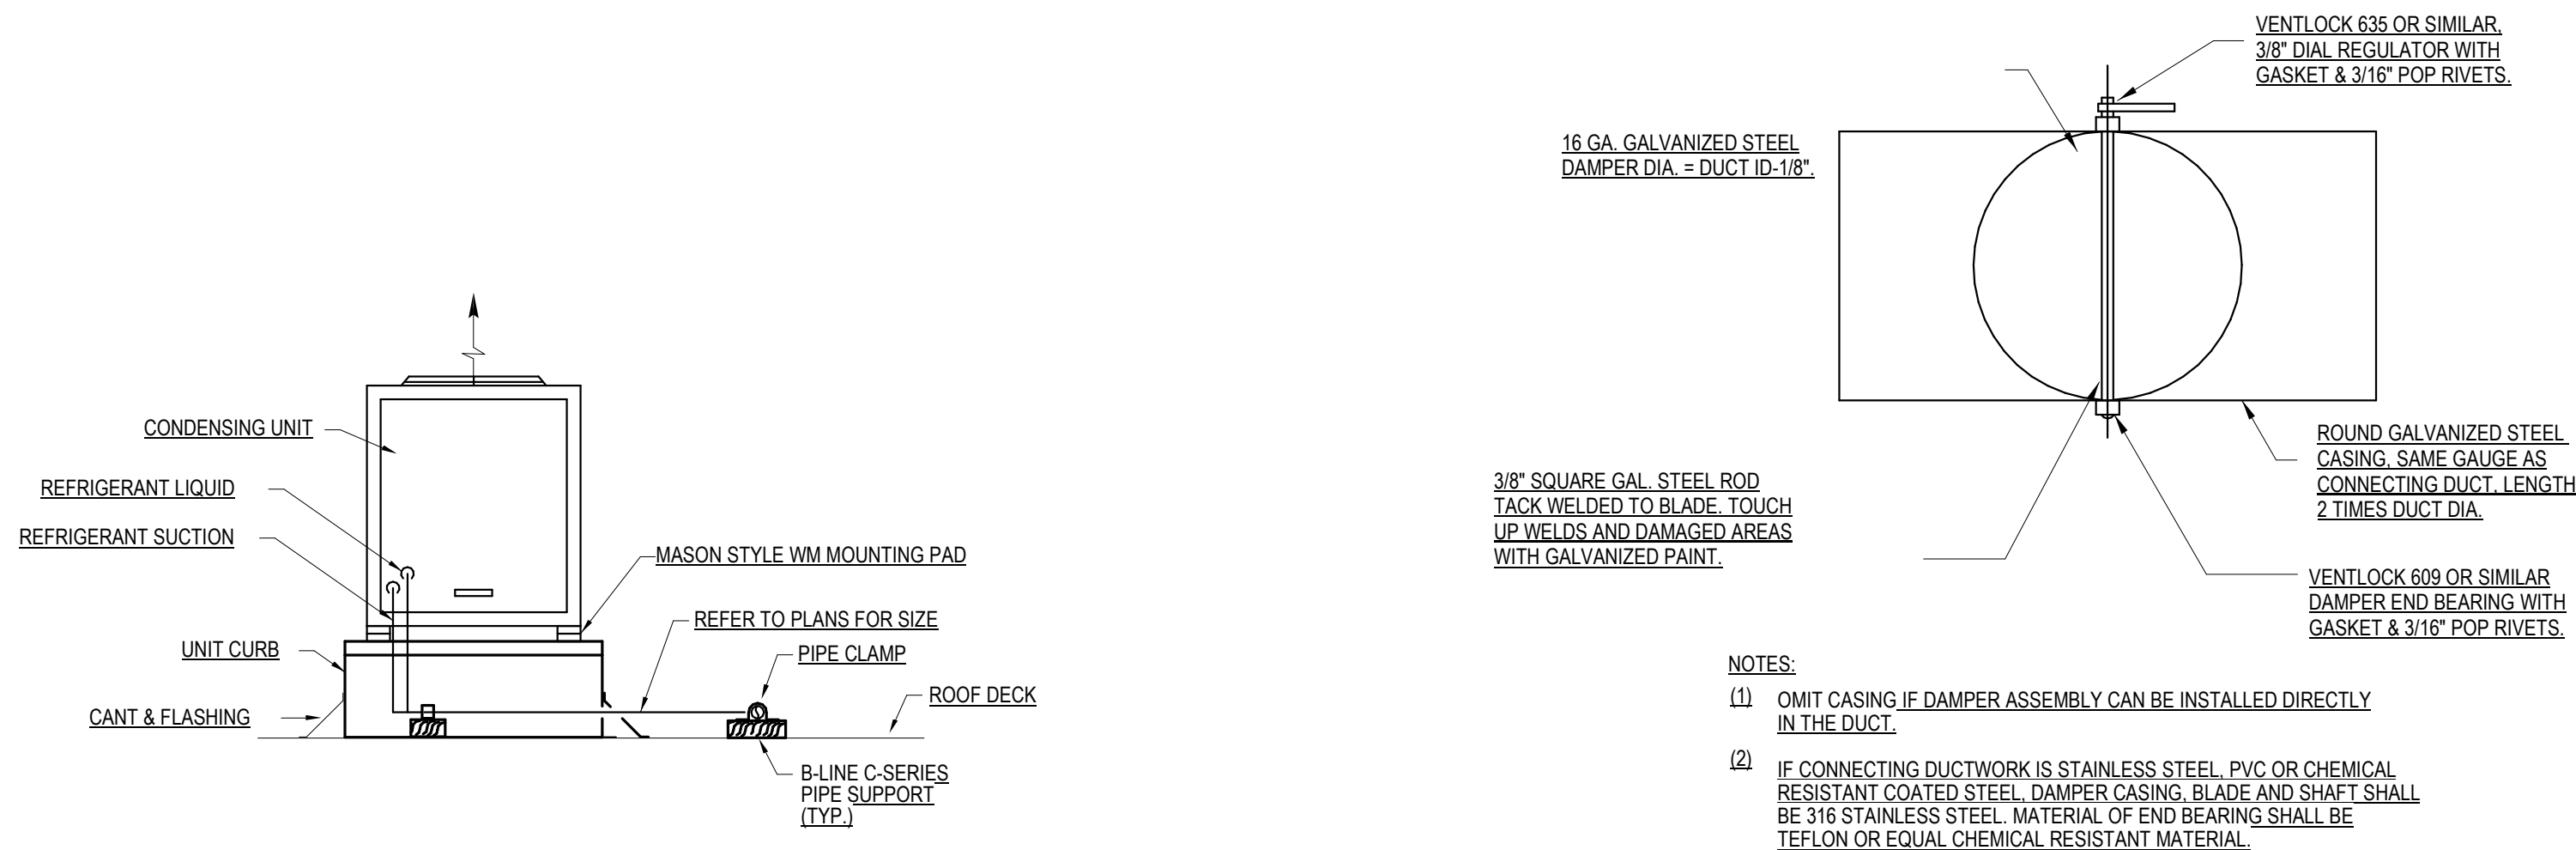 CONDENSING UNIT
REFRIGERANT LIQUID
REFRIGERANT SUCTION
MASON STYLE WM MOUNTING PAD
REFER TO PLANS FOR SIZE
UNIT CURB
PIPE CLAMP
ROOF DECK
CANT & FLASHING
B-LINE C-SERIES
PIPE SUPPORT
(TYP.)
VENTLOCK 635 OR SIMILAR,
3/8" DIAL REGULATOR WITH
GASKET & 3/16" POP RIVETS.
16 GA. GALVANIZED STEEL
DAMPER DIA. = DUCT ID-1/8".
ROUND GALVANIZED STEEL
CASING, SAME GAUGE AS
CONNECTING DUCT, LENGTH
2 TIMES DUCT DIA.
3/8" SQUARE GAL. STEEL ROD
TACK WELDED TO BLADE. TOUCH
UP WELDS AND DAMAGED AREAS
WITH GALVANIZED PAINT.
VENTLOCK 609 OR SIMILAR
DAMPER END BEARING WITH
GASKET & 3/16" POP RIVETS.
NOTES:
(1) OMIT CASING IF DAMPER ASSEMBLY CAN BE INSTALLED DIRECTLY
IN THE DUCT.
(2) IF CONNECTING DUCTWORK IS STAINLESS STEEL, PVC OR CHEMICAL
RESISTANT COATED STEEL, DAMPER CASING, BLADE AND SHAFT SHALL
BE 316 STAINLESS STEEL. MATERIAL OF END BEARING SHALL BE
TEFLON OR EQUAL CHEMICAL RESISTANT MATERIAL.